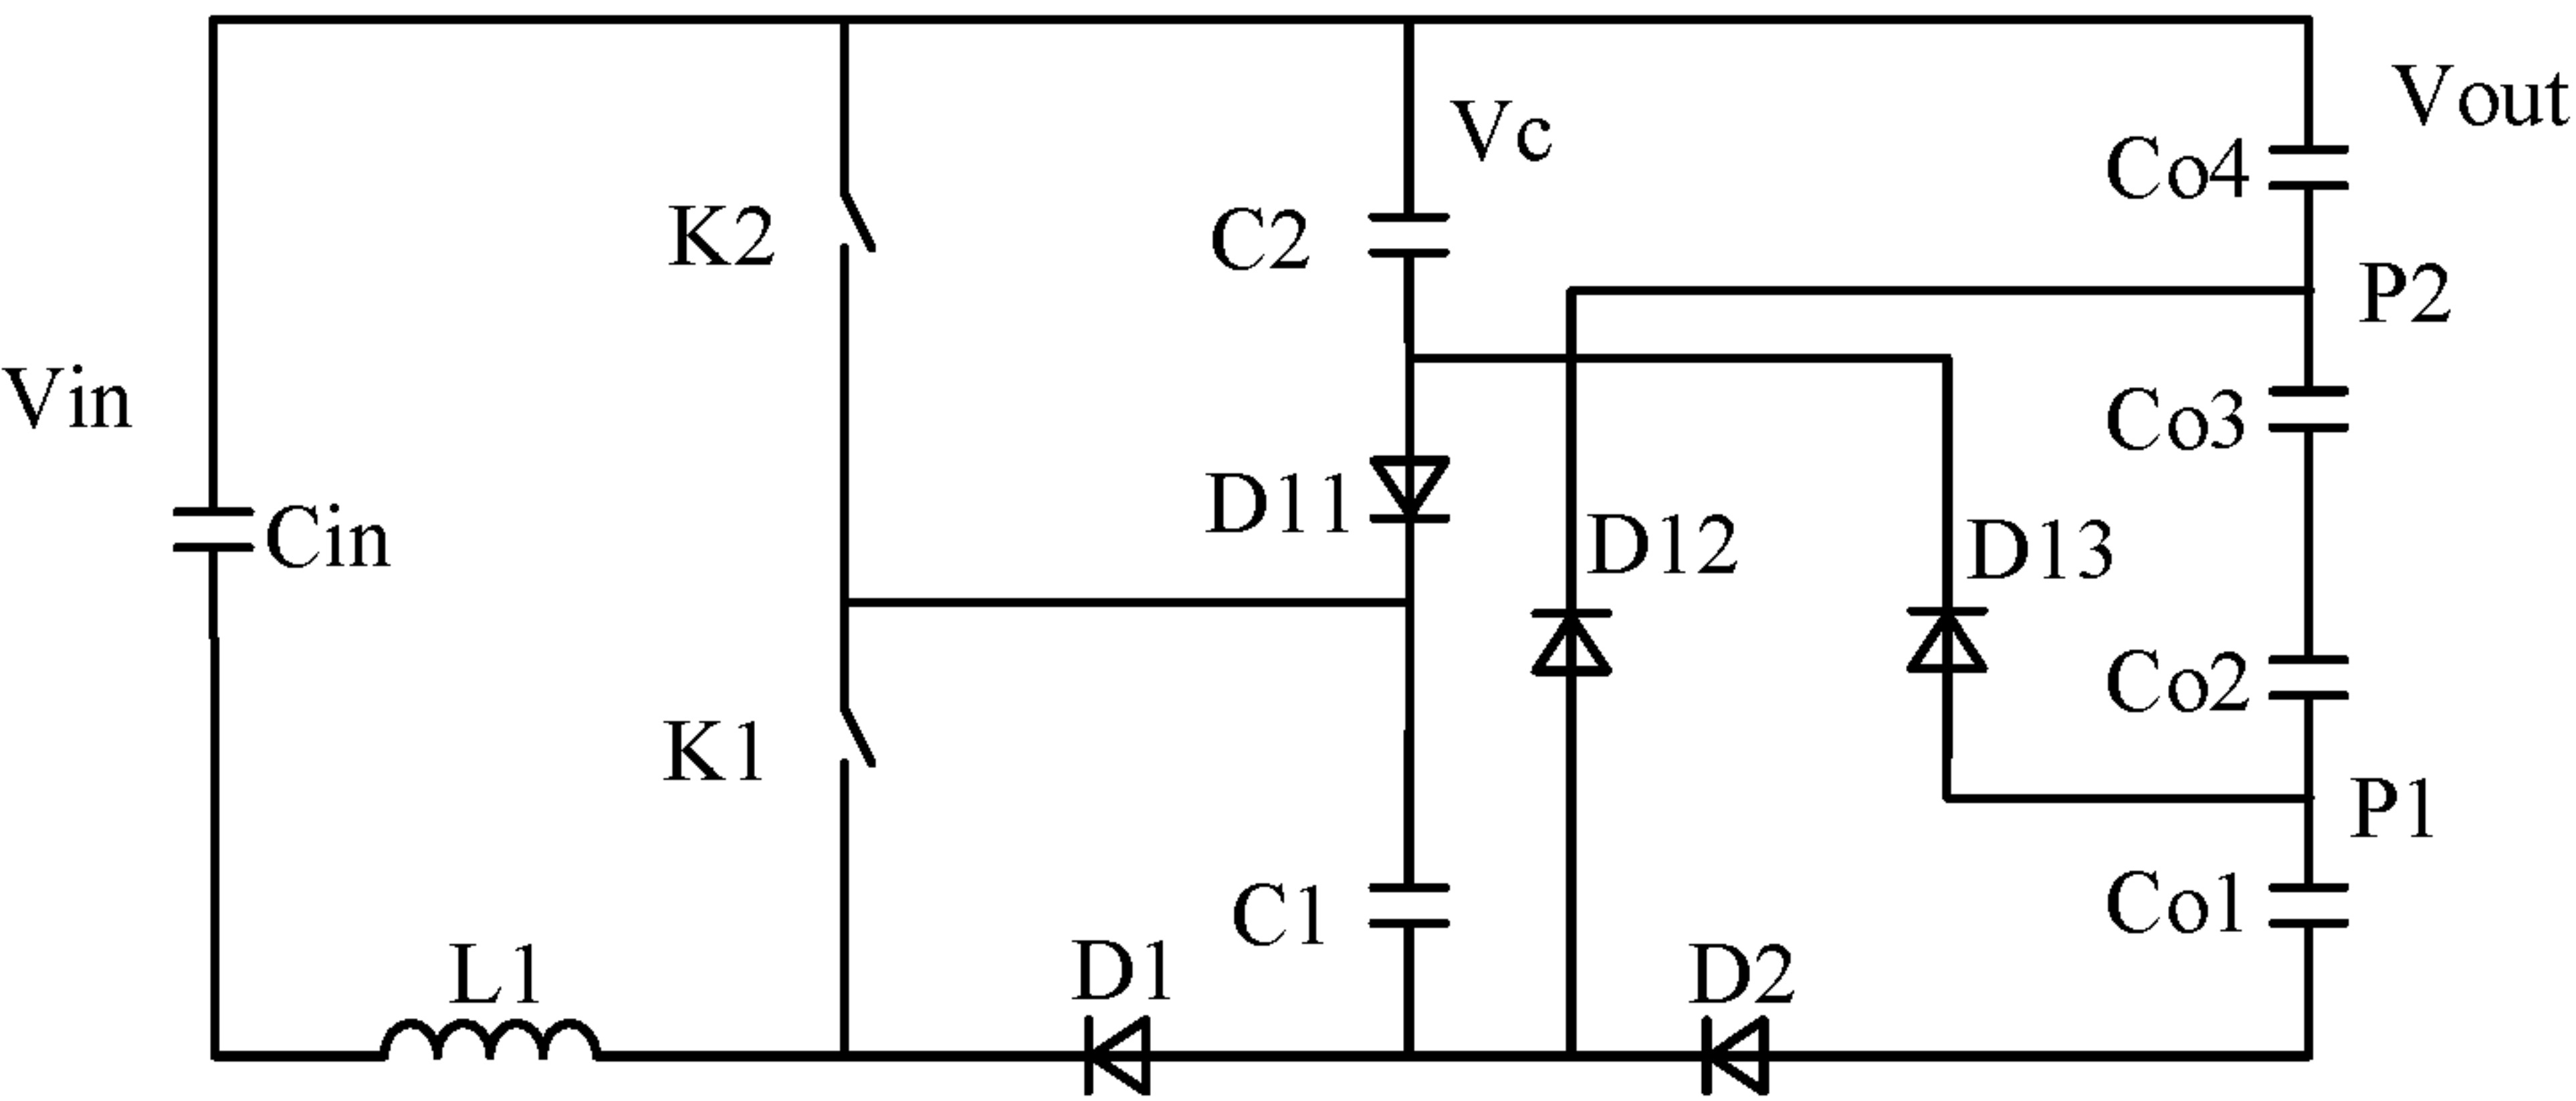 Vout
Vc
Co4
K2
C2
P2
Vin
Co3
D11
Cin
D12
D13
Co2
K1
P1
C1
Co1
L1
D1
D2